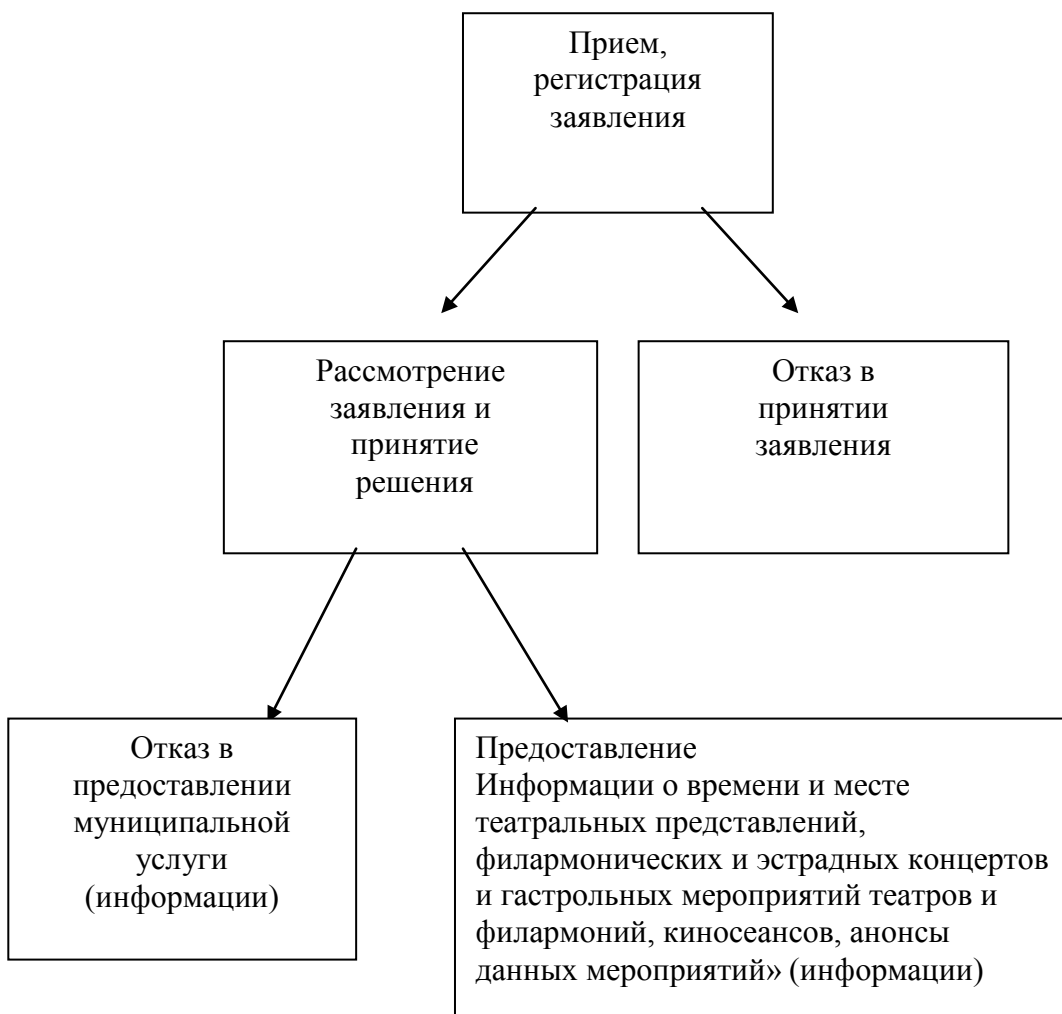 Прием,
регистрация
заявления
Рассмотрение
заявления и
принятие
решения
Отказ в
принятии
заявления
Отказ в
предоставлении
муниципальной
услуги
(информации)
Предоставление
Информации о времени и месте
театральных представлений,
филармонических и эстрадных концертов
и гастрольных мероприятий театров и
филармоний, киносеансов, анонсы
данных мероприятий» (информации)